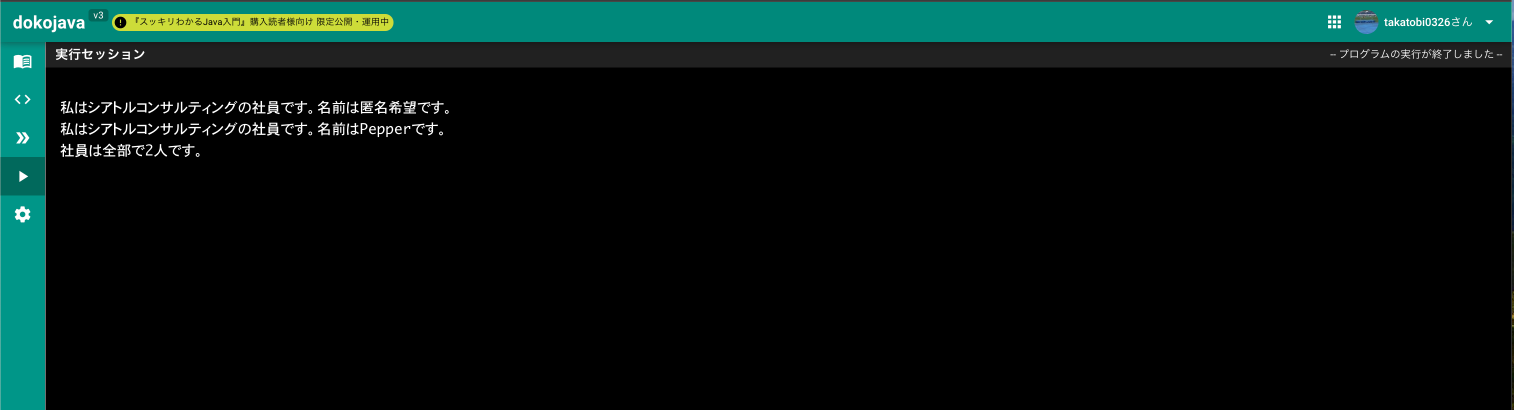 dokojava v3 『スッキリわかるJava入門』購入読者様向け 限定公開・運用中 takatobi0326さん
実行セッション -- プログラムの実行が終了しました --
私はシアトルコンサルティングの社員です。名前は匿名希望です。
私はシアトルコンサルティングの社員です。名前はPepperです。
社員は全部で2人です。